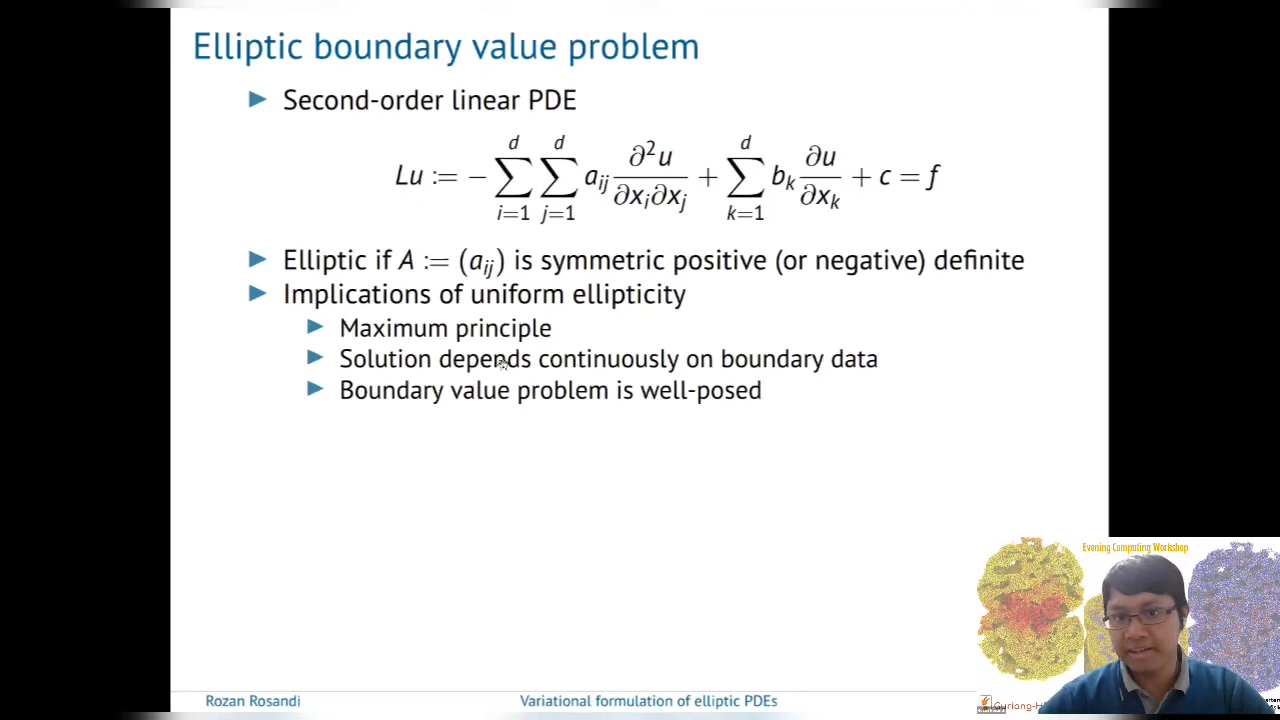 Elliptic boundary value problem
▶ Second-order linear PDE
Lu := − ∑_{i=1}^{d} ∑_{j=1}^{d} a_{ij} ∂²u/∂x_i∂x_j + ∑_{k=1}^{d} b_k ∂u/∂x_k + c = f
▶ Elliptic if A := (a_{ij}) is symmetric positive (or negative) definite
▶ Implications of uniform ellipticity
▶ Maximum principle
▶ Solution depends continuously on boundary data
▶ Boundary value problem is well-posed
Evening Computing Workshop
Rozan Rosandi
Variational formulation of elliptic PDEs